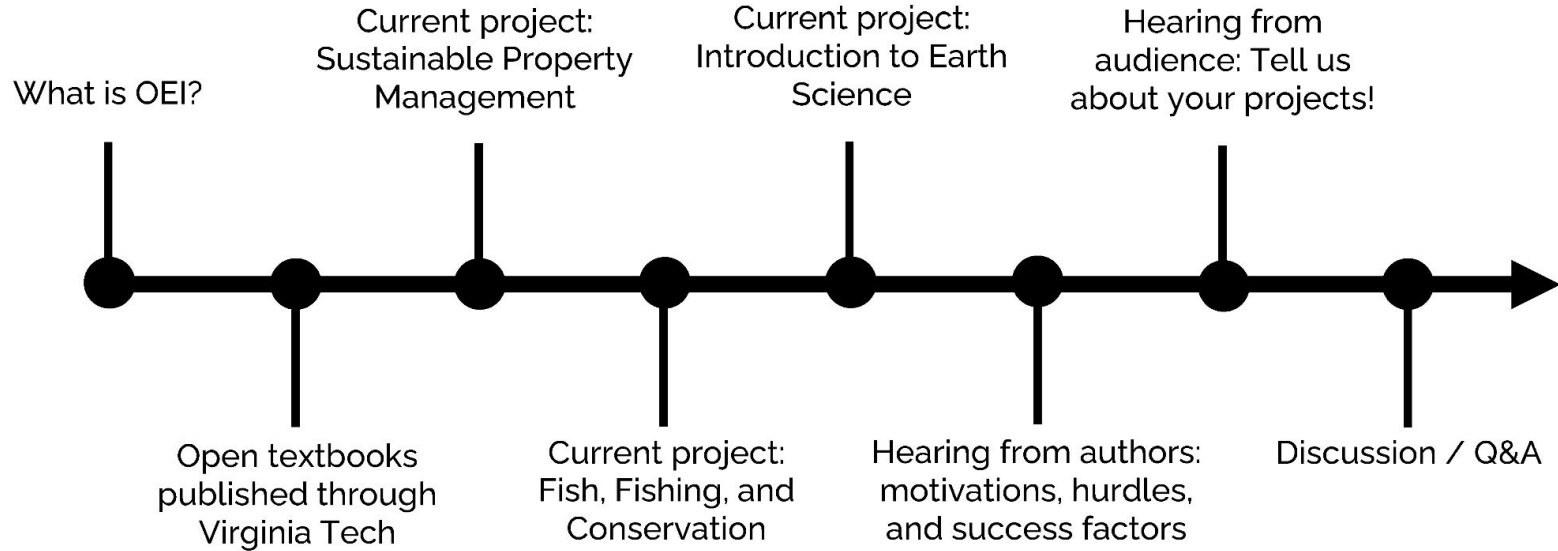 What is OEI?
Open textbooks
published through
Virginia Tech
Current project:
Sustainable Property
Management
Current project:
Fish, Fishing, and
Conservation
Current project:
Introduction to Earth
Science
Hearing from authors:
motivations, hurdles,
and success factors
Hearing from
audience: Tell us
about your projects!
Discussion / Q&A